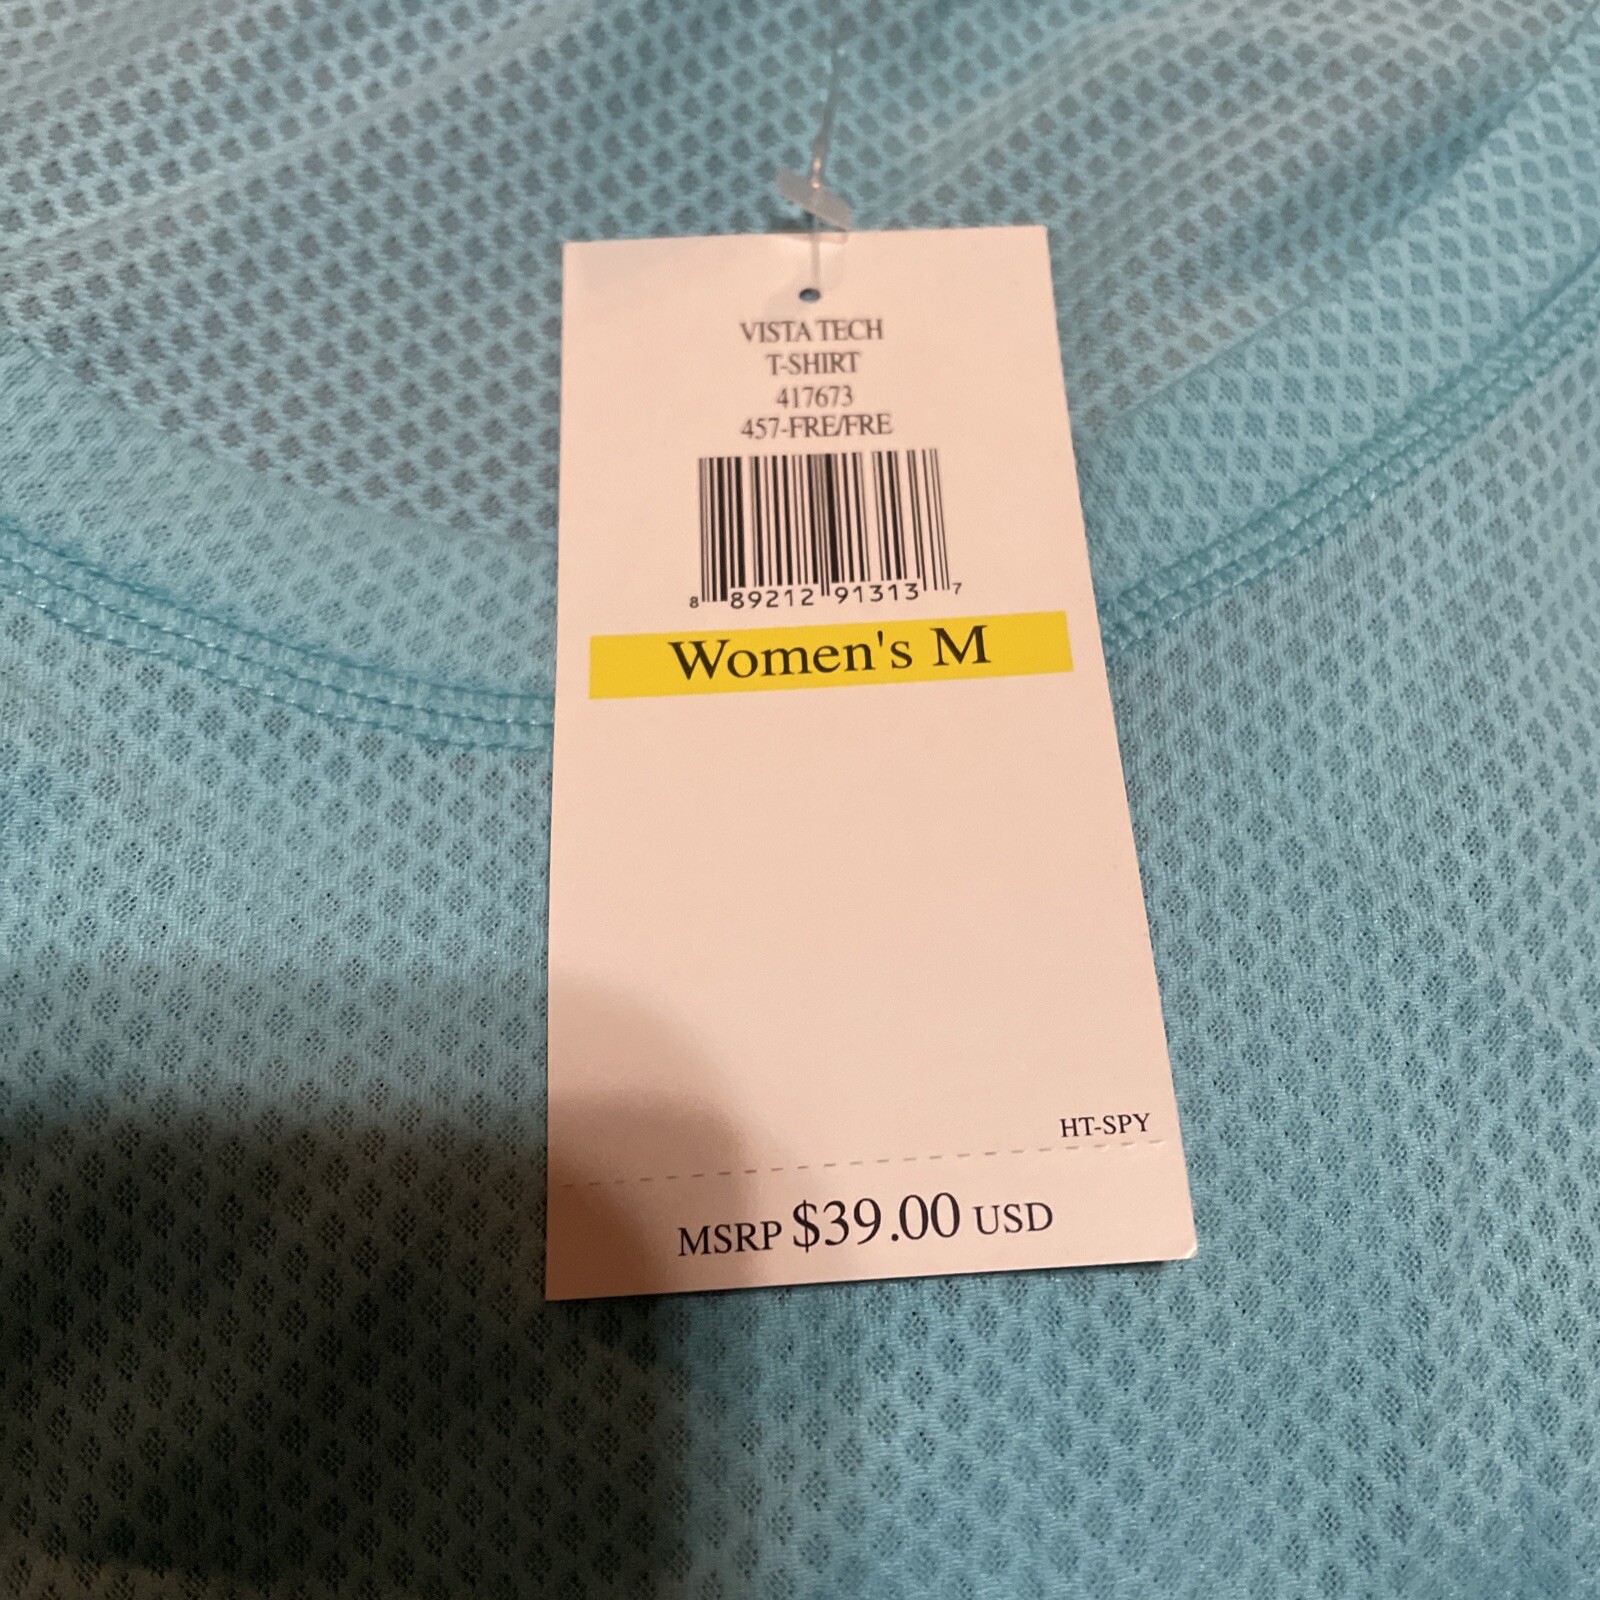 VISTA TECH
T-SHIRT
417673
457-FRE/FRE
8 89212 91313 7
Women's M
HT-SPY
MSRP $39.00 USD